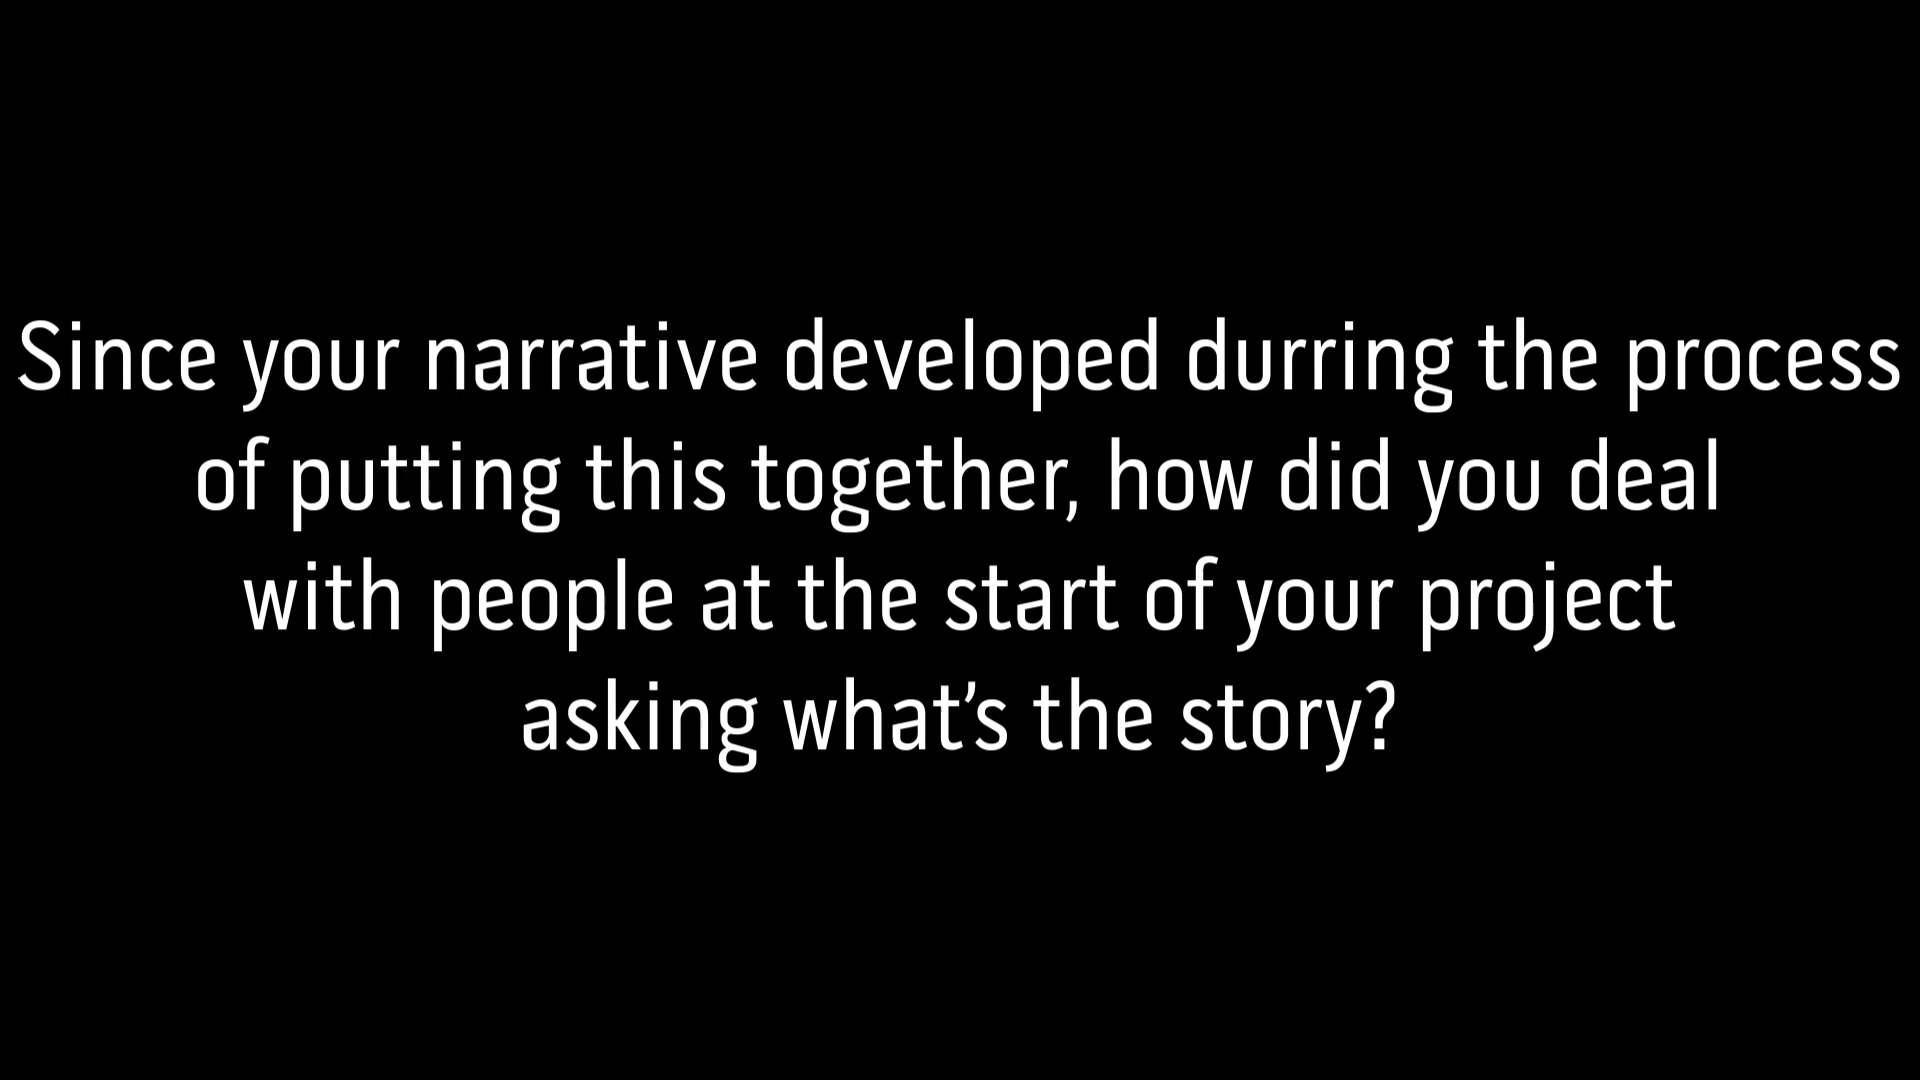 Since your narrative developed durring the process
of putting this together, how did you deal
with people at the start of your project
asking what’s the story?